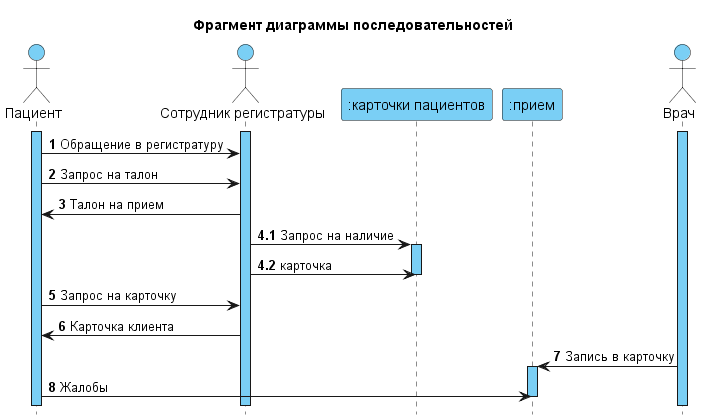 Фрагмент диаграммы последовательностей
Пациент
Сотрудник регистратуры
:карточки пациентов
:прием
Врач
1 Обращение в регистратуру
2 Запрос на талон
3 Талон на прием
4.1 Запрос на наличие
4.2 карточка
5 Запрос на карточку
6 Карточка клиента
7 Запись в карточку
8 Жалобы